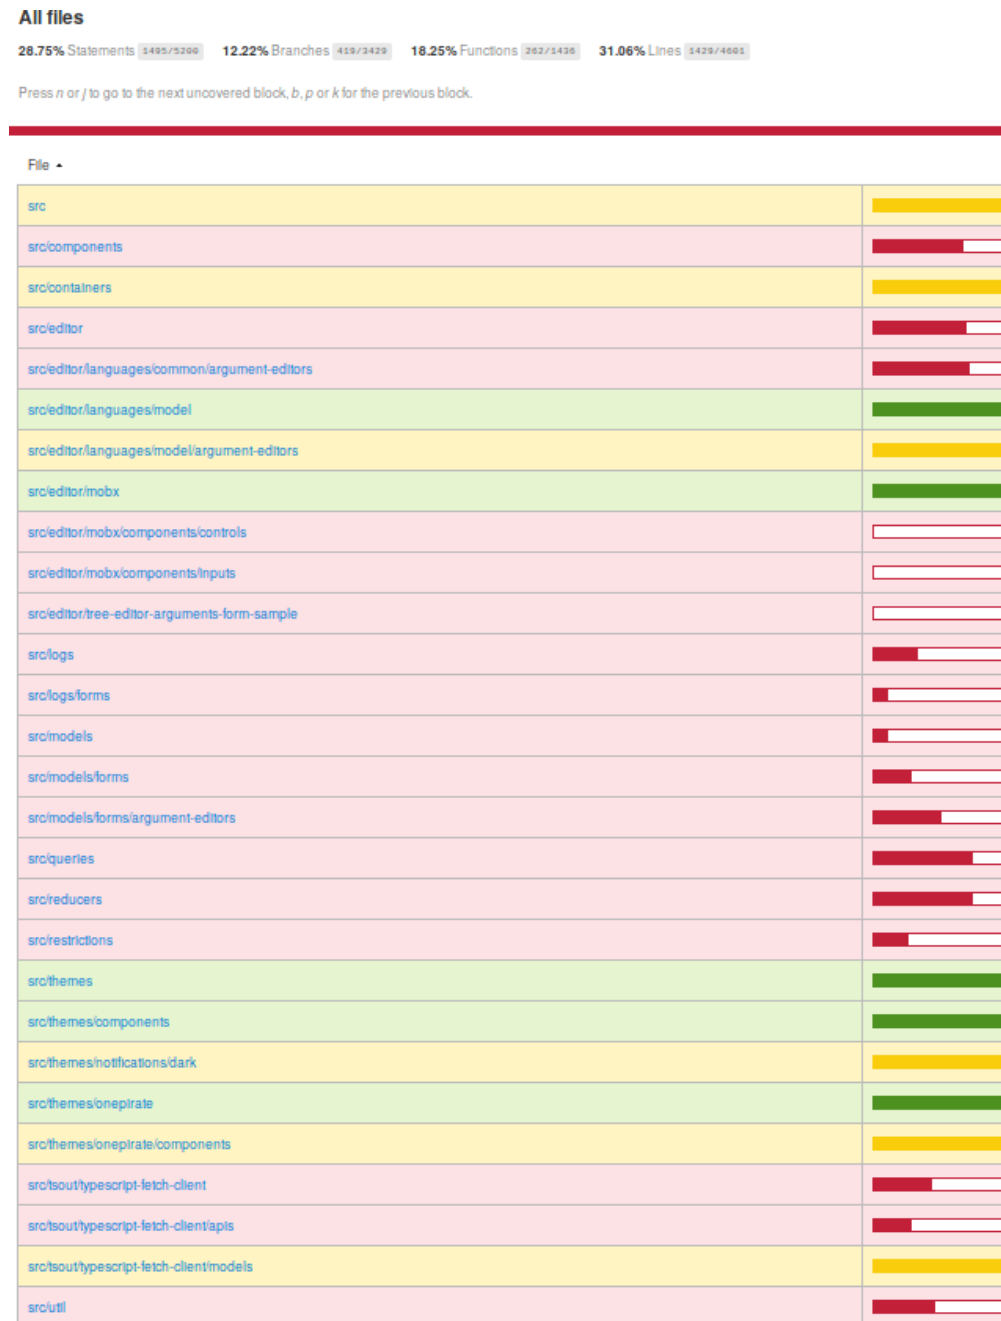 All files
28.75% Statements 1495/5200 12.22% Branches 419/3429 18.25% Functions 262/1436 31.06% Lines 1429/4601
Press n or j to go to the next uncovered block, b, p or k for the previous block.
File
src
src/components
src/containers
src/editor
src/editor/languages/common/argument-editors
src/editor/languages/model
src/editor/languages/model/argument-editors
src/editor/mobx
src/editor/mobx/components/controls
src/editor/mobx/components/inputs
src/editor/tree-editor-arguments-form-sample
src/logs
src/logs/forms
src/models
src/models/forms
src/models/forms/argument-editors
src/queries
src/reducers
src/restrictions
src/themes
src/themes/components
src/themes/notifications/dark
src/themes/onepirate
src/themes/onepirate/components
src/tsout/typescript-fetch-client
src/tsout/typescript-fetch-client/apis
src/tsout/typescript-fetch-client/models
src/util